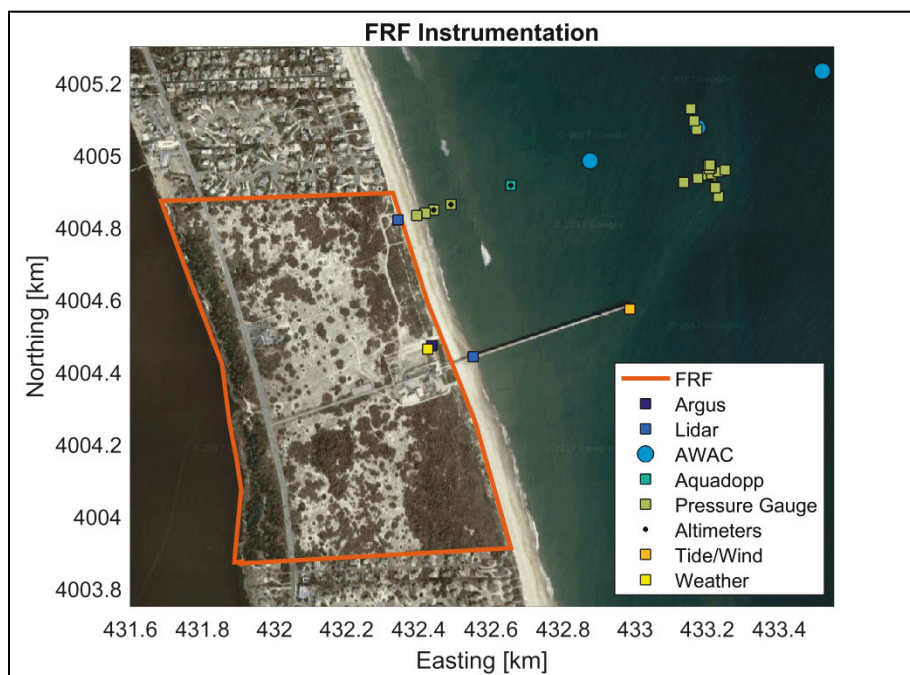 FRF Instrumentation
4005.2
4005
4004.8
4004.6
4004.4
4004.2
4004
4003.8
Northing [km]
FRF
Argus
Lidar
AWAC
Aquadopp
Pressure Gauge
Altimeters
Tide/Wind
Weather
431.6 431.8 432 432.2 432.4 432.6 432.8 433 433.2 433.4
Easting [km]